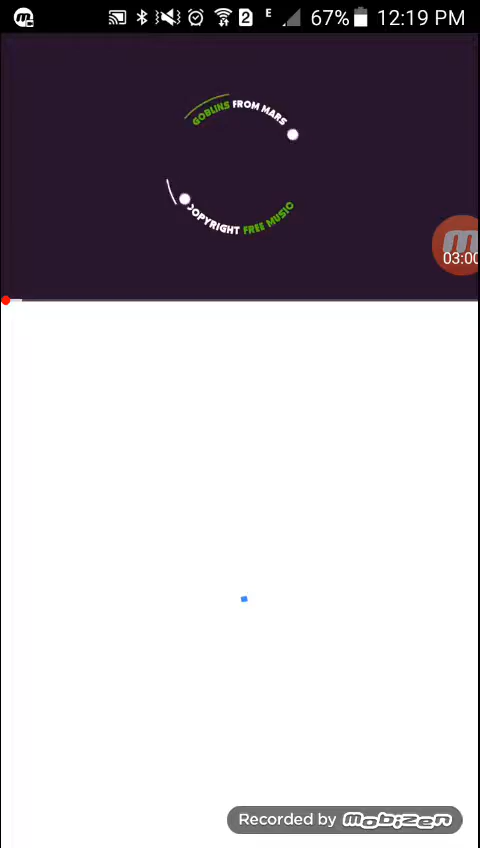 2 E 67% 12:19 PM
GOBLINS FROM MARS
COPYRIGHT FREE MUSIC
03:00
Recorded by Mobizen